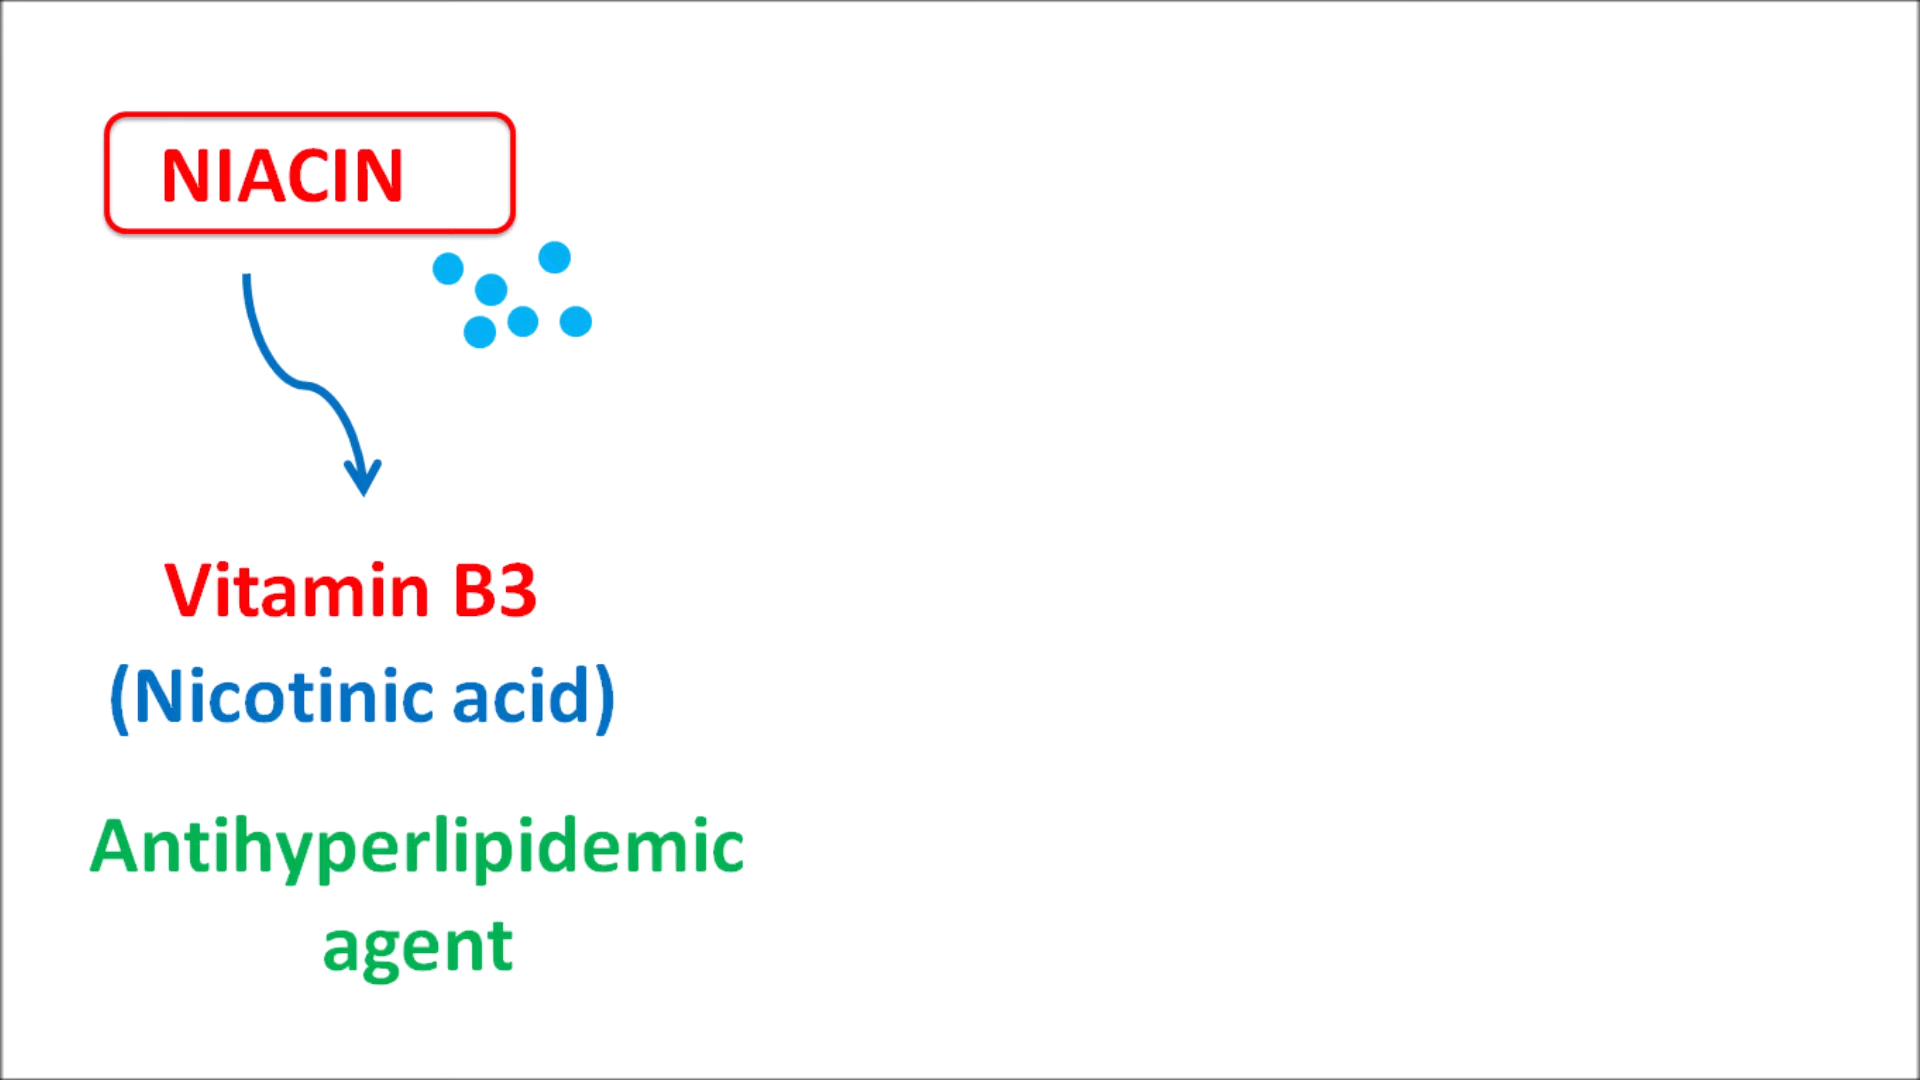 NIACIN
Vitamin B3
(Nicotinic acid)
Antihyperlipidemic
agent